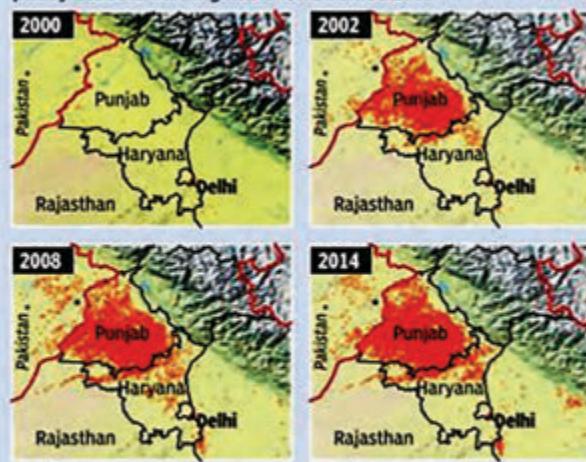 2000
Pakistan
Punjab
Haryana
Delhi
Rajasthan
2002
Pakistan
Punjab
Haryana
Delhi
Rajasthan
2008
Pakistan
Punjab
Haryana
Delhi
Rajasthan
2014
Pakistan
Punjab
Haryana
Delhi
Rajasthan